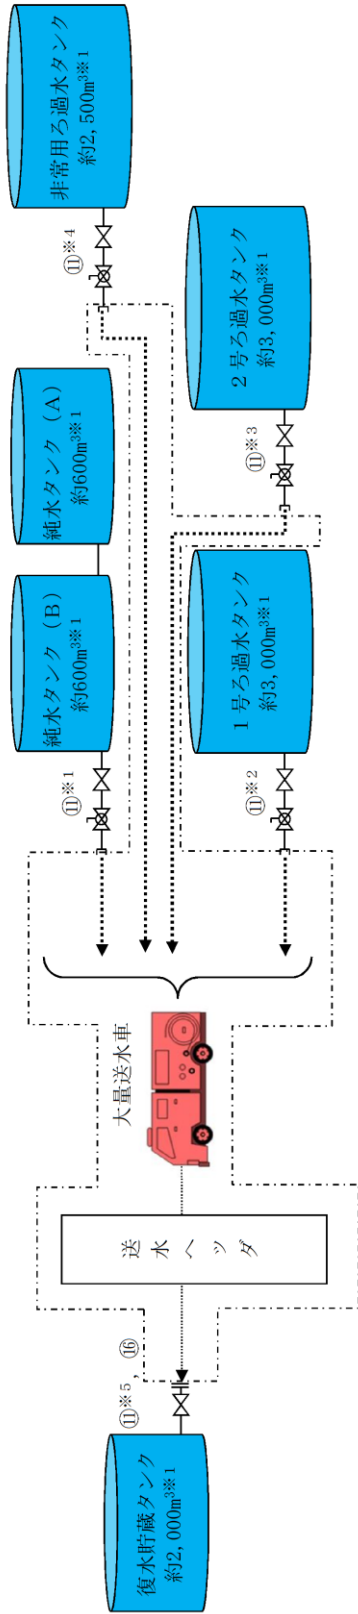 復水貯蔵タンク
約2,000m³※1
⑪※5, ⑯
送水ヘッダ
大量送水車
⑪※1
純水タンク（B）
約600m³※1
純水タンク（A）
約600m³※1
⑪※4
非常用ろ過水タンク
約2,500m³※1
⑪※2
1号ろ過水タンク
約3,000m³※1
⑪※3
2号ろ過水タンク
約3,000m³※1